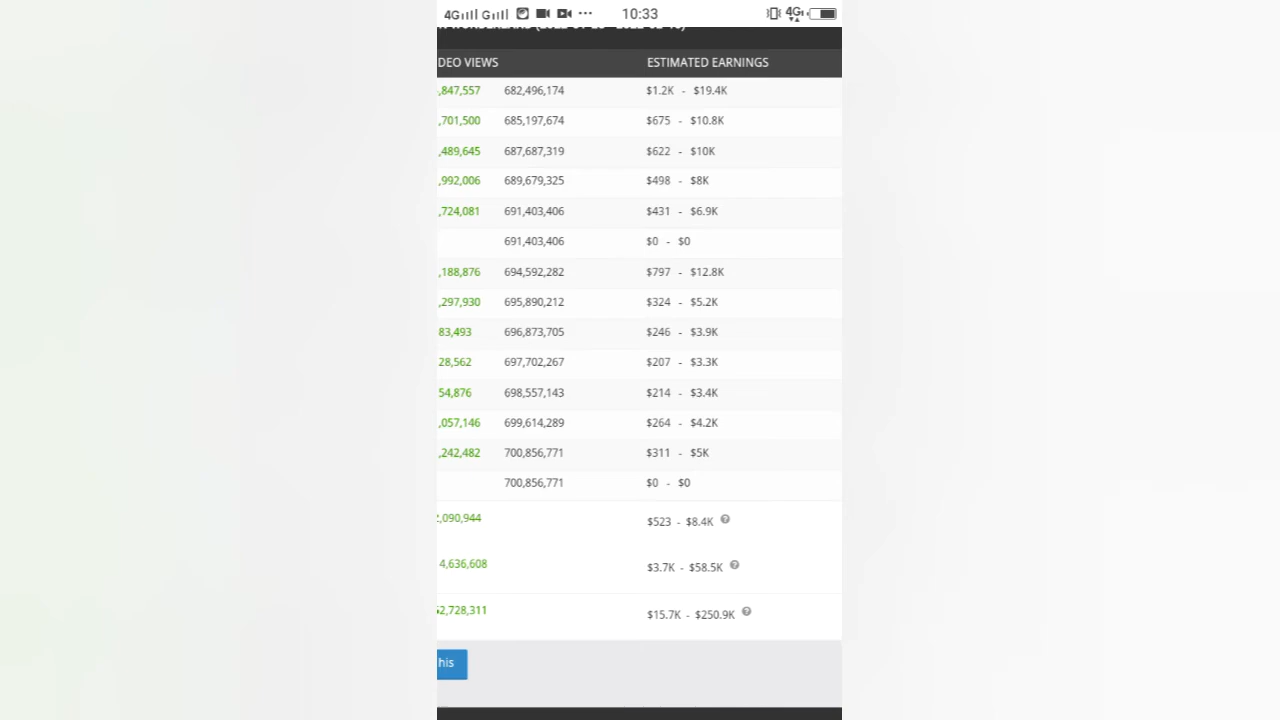 4G G 10:33 4G
DEO VIEWS ESTIMATED EARNINGS
,847,557 682,496,174 $1.2K - $19.4K
,701,500 685,197,674 $675 - $10.8K
,489,645 687,687,319 $622 - $10K
,992,006 689,679,325 $498 - $8K
,724,081 691,403,406 $431 - $6.9K
691,403,406 $0 - $0
,188,876 694,592,282 $797 - $12.8K
,297,930 695,890,212 $324 - $5.2K
83,493 696,873,705 $246 - $3.9K
28,562 697,702,267 $207 - $3.3K
54,876 698,557,143 $214 - $3.4K
,057,146 699,614,289 $264 - $4.2K
,242,482 700,856,771 $311 - $5K
700,856,771 $0 - $0
,090,944 $523 - $8.4K
4,636,608 $3.7K - $58.5K
2,728,311 $15.7K - $250.9K
his